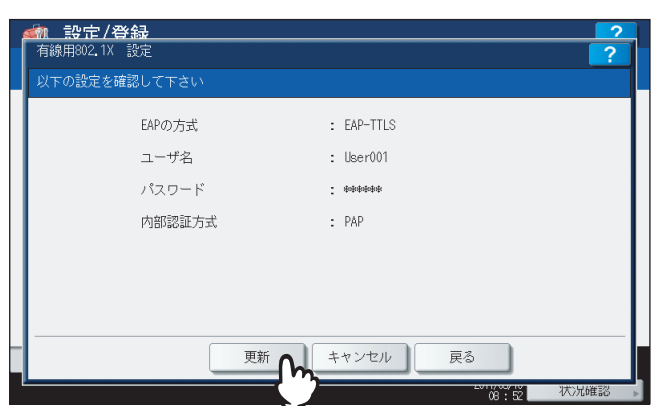 設定/登録
?
有線用802.1X 設定
?
以下の設定を確認して下さい
EAPの方式 : EAP-TTLS
ユーザ名 : User001
パスワード : ******
内部認証方式 : PAP
更新 キャンセル 戻る
08:52 状況確認